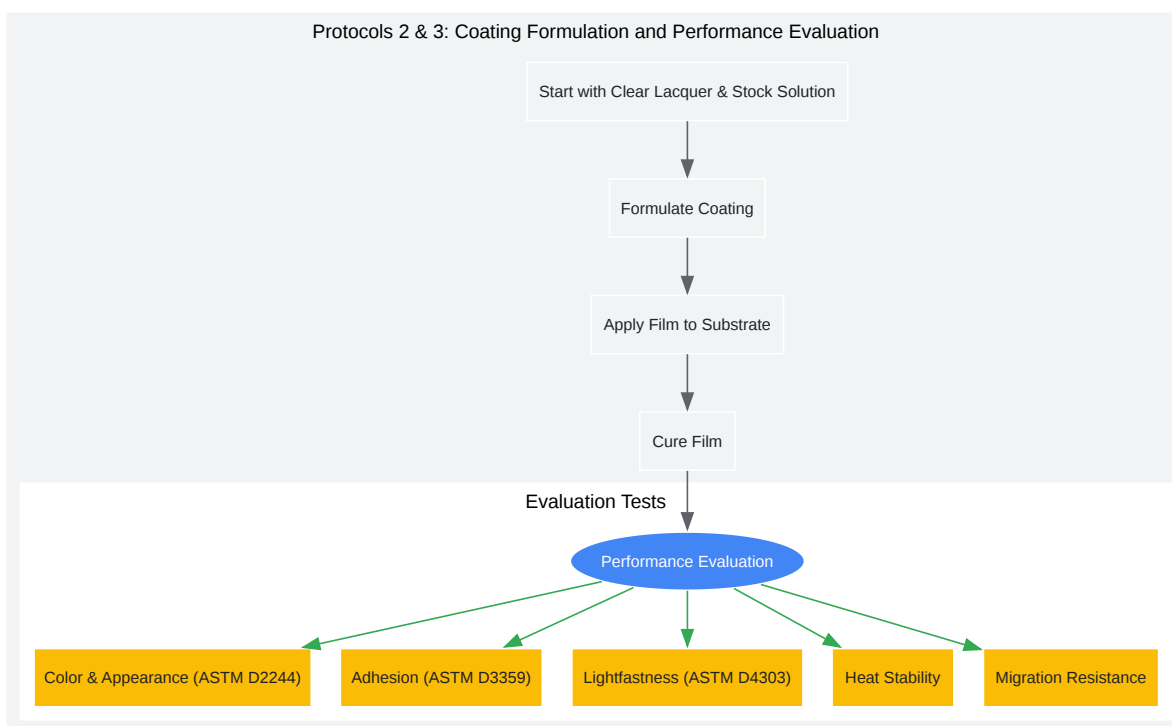 Protocols 2 & 3: Coating Formulation and Performance Evaluation
Start with Clear Lacquer & Stock Solution
Formulate Coating
Apply Film to Substrate
Cure Film
Evaluation Tests
Performance Evaluation
Color & Appearance (ASTM D2244)
Adhesion (ASTM D3359)
Lightfastness (ASTM D4303)
Heat Stability
Migration Resistance